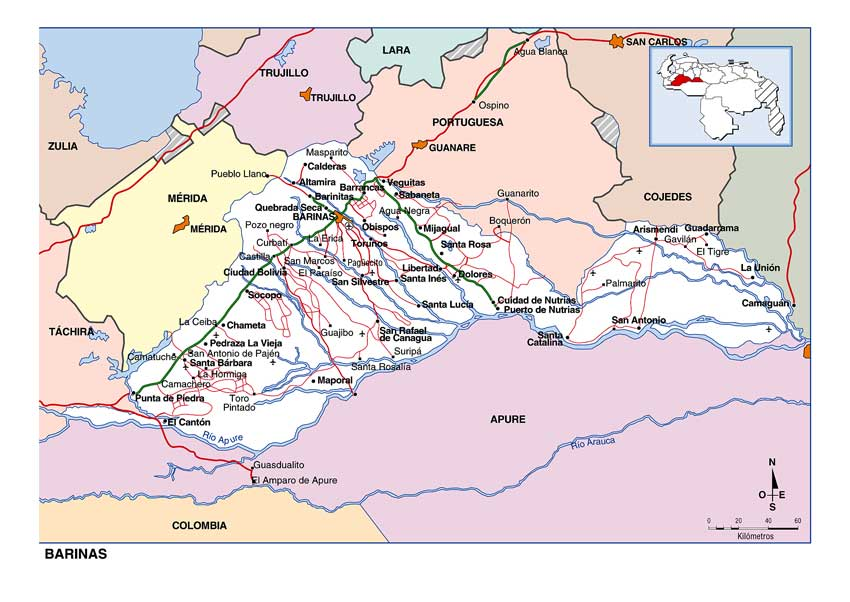 LARA
SAN CARLOS
Agua Blanca
TRUJILLO
TRUJILLO
Ospino
PORTUGUESA
ZULIA
GUANARE
Masparito
Calderas
Pueblo Llano
Altamira
Veguitas
Barrancas
Sabaneta
Guanarito
COJEDES
MÉRIDA
Barinitas
Quebrada Seca
Agua Negra
BARINAS
MÉRIDA
Pozo negro
Obispos
Mijagual
Boquerón
Arismendi
Guadarrama
La Erica
Gavilán
Curbatí
Torunos
Santa Rosa
El Tigre
Castilla
San Marcos
Pagüecito
La Unión
Ciudad Bolivia
El Paraíso
Libertad
Dolores
San Silvestre
Santa Inés
Palmarito
Socopo
Cuidad de Nutrias
Camaguán
Santa Lucía
Puerto de Nutrias
La Ceiba
Chameta
San Antonio
TÁCHIRA
Guajibo
San Rafael
de Canagua
Santa
Catalina
Pedraza La Vieja
Camatuche
San Antonio de Pajén
Suripá
Santa Bárbara
Santa Rosalía
La Hormiga
Camachero
Maporal
Punta de Piedra
Toro
Pintado
El Cantón
APURE
Río Apure
Río Arauca
Guasdualito
El Amparo de Apure
N
O
E
S
COLOMBIA
0 20 40 60
Kilómetros
BARINAS